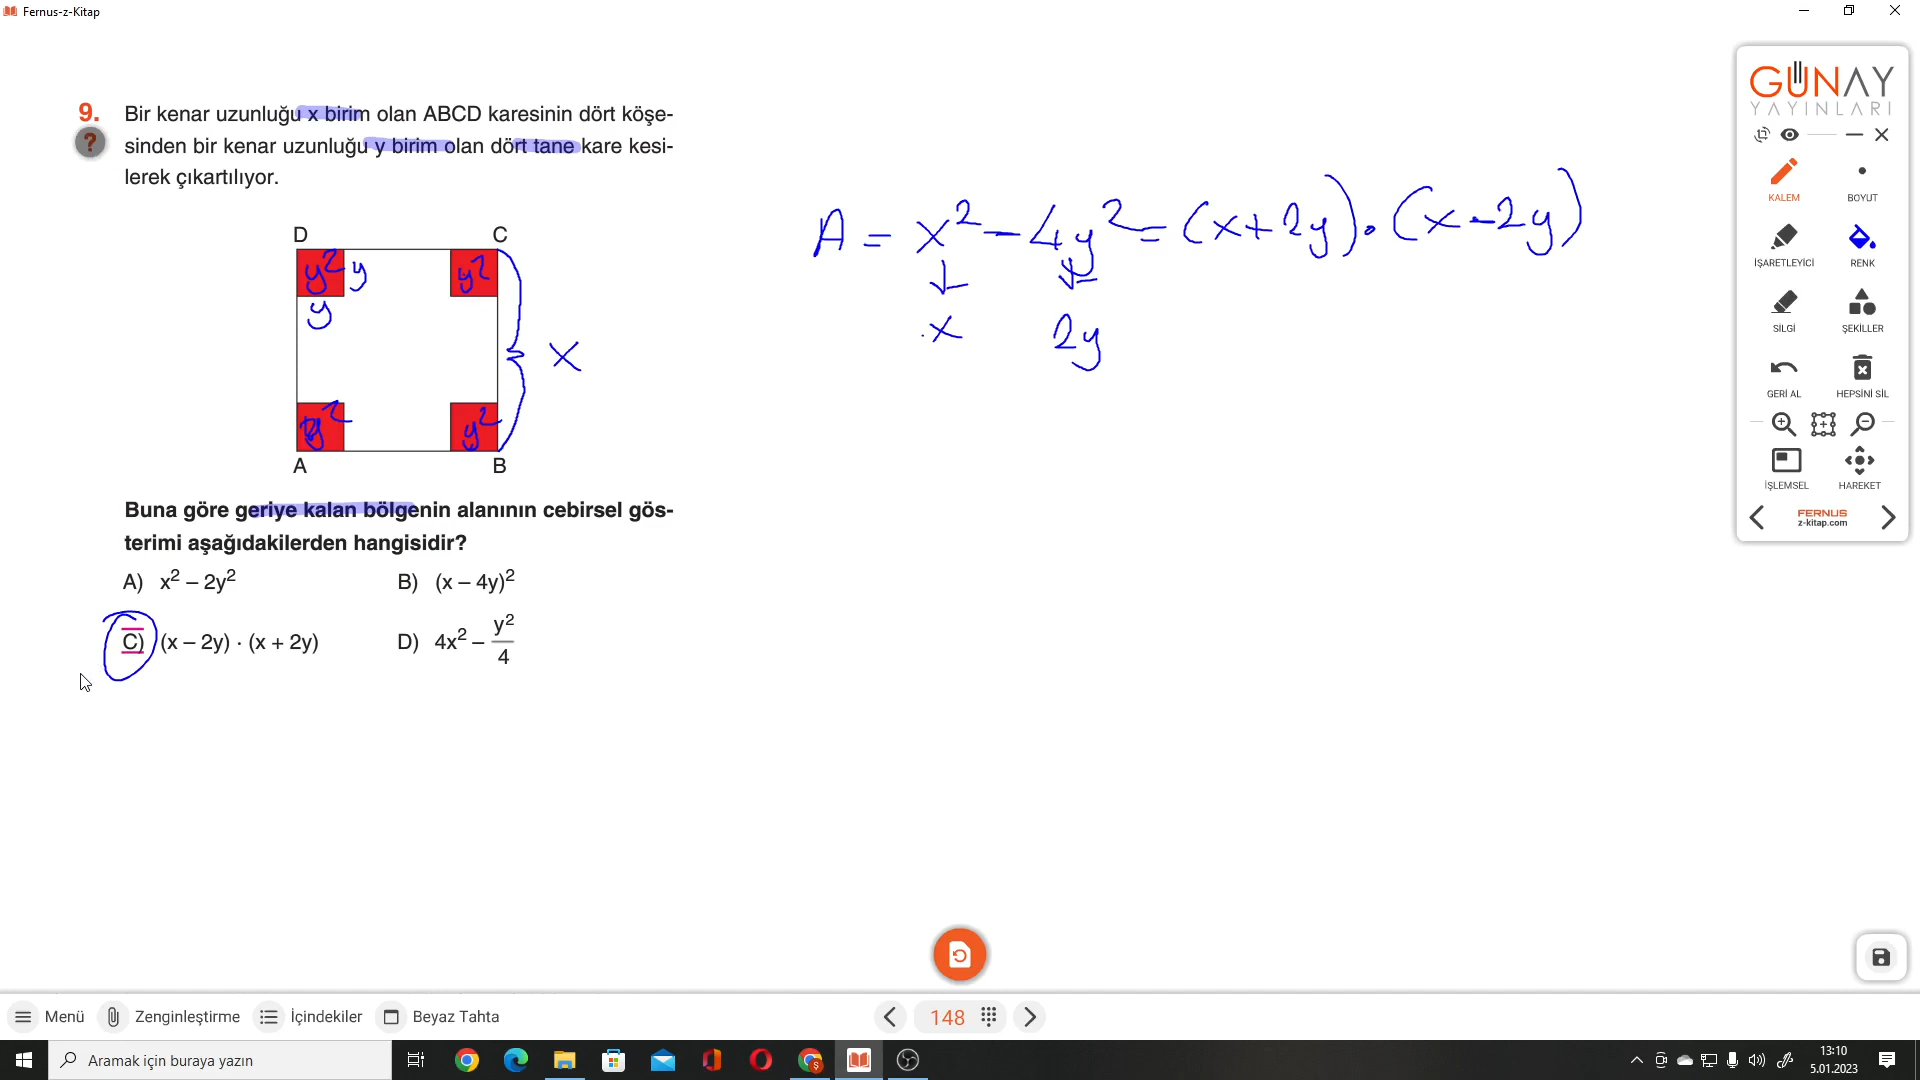 Fernus-z-Kitap
9. Bir kenar uzunluğu x birim olan ABCD karesinin dört köşe-
sinden bir kenar uzunluğu y birim olan dört tane kare kesi-
lerek çıkartılıyor.
D C
y² y y²
y
x
y² y²
A B
A = x² - 4y² = (x+2y).(x-2y)
x 2y
Buna göre geriye kalan bölgenin alanının cebirsel gös-
terimi aşağıdakilerden hangisidir?
A) x² – 2y² B) (x – 4y)²
C) (x – 2y) · (x + 2y) D) 4x² – y²/4
GÜNAY
YAYINLARI
KALEM BOYUT
İŞARETLEYİCİ RENK
SİLGİ ŞEKİLLER
GERİ AL HEPSİNİ SİL
İŞLEMSEL HAREKET
FERNUS
z-kitap.com
Menü Zenginleştirme İçindekiler Beyaz Tahta 148
Aramak için buraya yazın
13:10
5.01.2023